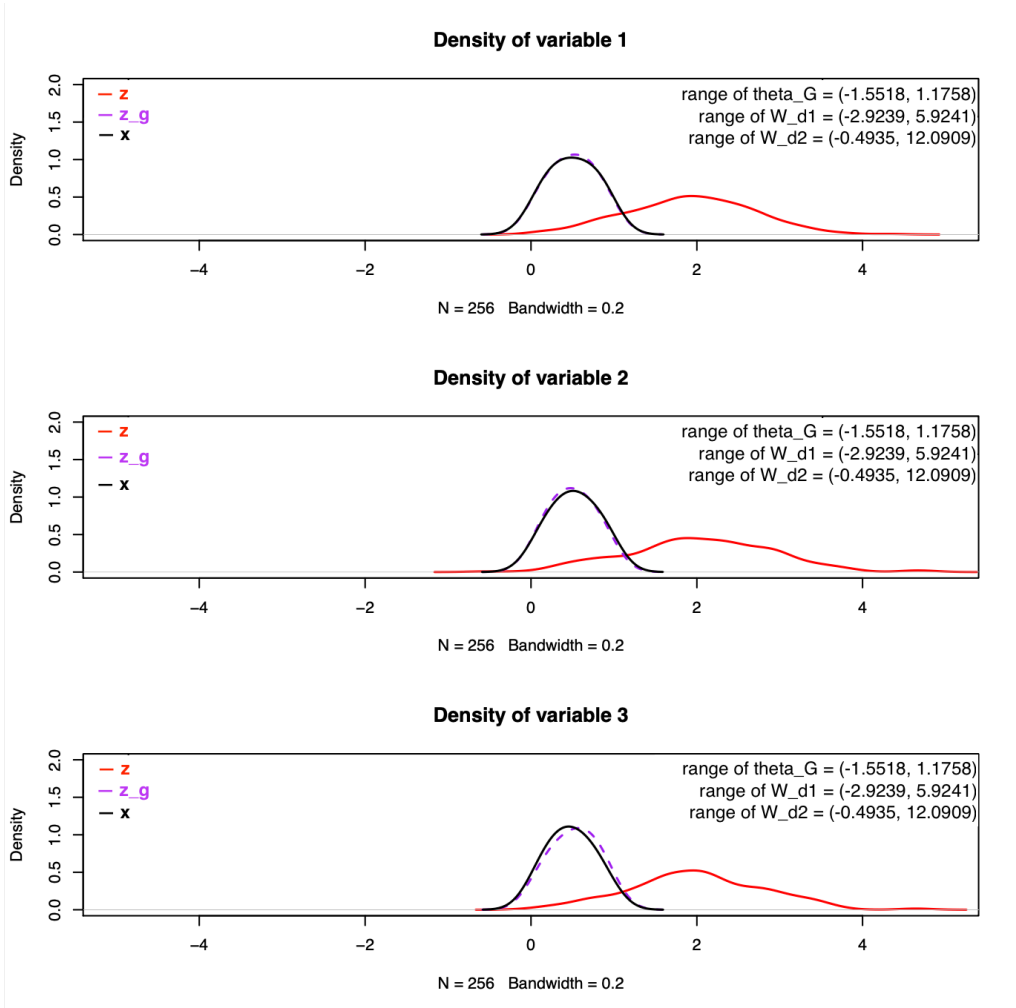 Density of variable 1
Density
2.0
1.5
1.0
0.5
0.0
z
z_g
x
range of theta_G = (-1.5518, 1.1758)
range of W_d1 = (-2.9239, 5.9241)
range of W_d2 = (-0.4935, 12.0909)
−4 −2 0 2 4
N = 256 Bandwidth = 0.2
Density of variable 2
Density
2.0
1.5
1.0
0.5
0.0
z
z_g
x
range of theta_G = (-1.5518, 1.1758)
range of W_d1 = (-2.9239, 5.9241)
range of W_d2 = (-0.4935, 12.0909)
−4 −2 0 2 4
N = 256 Bandwidth = 0.2
Density of variable 3
Density
2.0
1.5
1.0
0.5
0.0
z
z_g
x
range of theta_G = (-1.5518, 1.1758)
range of W_d1 = (-2.9239, 5.9241)
range of W_d2 = (-0.4935, 12.0909)
−4 −2 0 2 4
N = 256 Bandwidth = 0.2